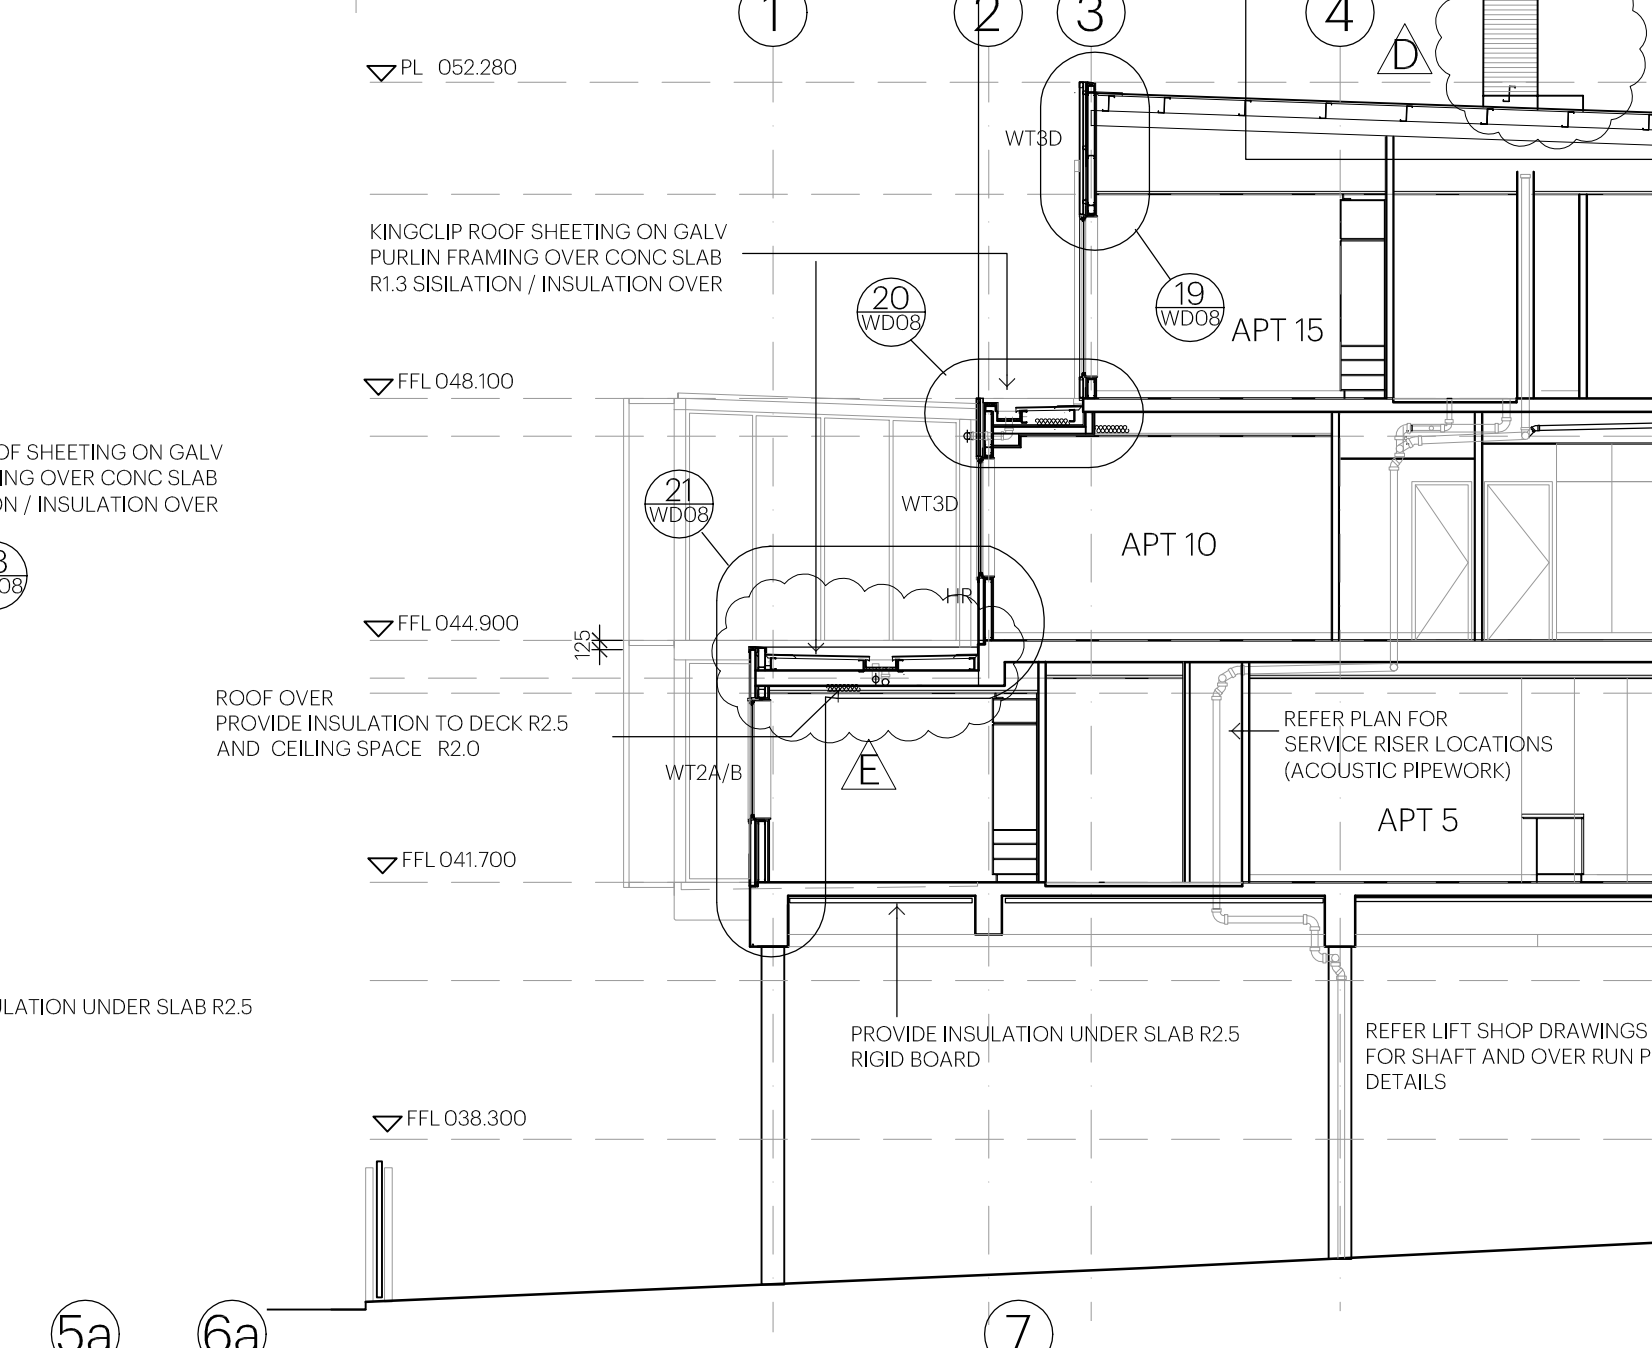 1
2
3
4
PL 052.280
D
WT3D
KINGCLIP ROOF SHEETING ON GALV
PURLIN FRAMING OVER CONC SLAB
R1.3 SISILATION / INSULATION OVER
20
WD08
19
WD08
APT 15
FFL 048.100
OF SHEETING ON GALV
ING OVER CONC SLAB
ON / INSULATION OVER
21
WD08
WT3D
APT 10
3
08
HR
FFL 044.900
125
ROOF OVER
PROVIDE INSULATION TO DECK R2.5
AND CEILING SPACE R2.0
REFER PLAN FOR
SERVICE RISER LOCATIONS
(ACOUSTIC PIPEWORK)
WT2A/B
E
APT 5
FFL 041.700
ULATION UNDER SLAB R2.5
PROVIDE INSULATION UNDER SLAB R2.5
RIGID BOARD
REFER LIFT SHOP DRAWINGS
FOR SHAFT AND OVER RUN P
DETAILS
FFL 038.300
5a
6a
7